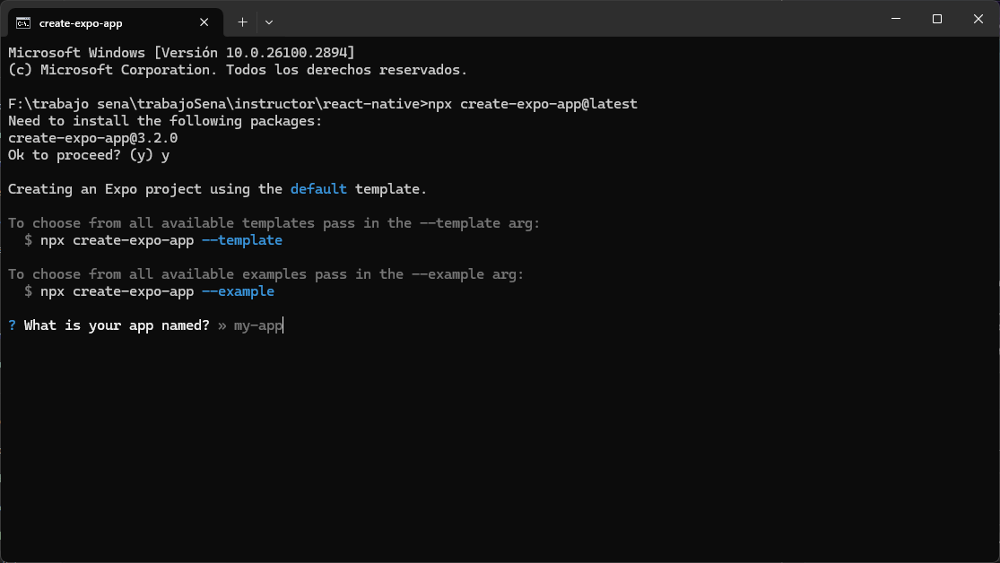 create-expo-app
Microsoft Windows [Versión 10.0.26100.2894]
(c) Microsoft Corporation. Todos los derechos reservados.
F:\trabajo sena\trabajoSena\instructor\react-native>npx create-expo-app@latest
Need to install the following packages:
create-expo-app@3.2.0
Ok to proceed? (y) y
Creating an Expo project using the default template.
To choose from all available templates pass in the --template arg:
$ npx create-expo-app --template
To choose from all available examples pass in the --example arg:
$ npx create-expo-app --example
? What is your app named? » my-app